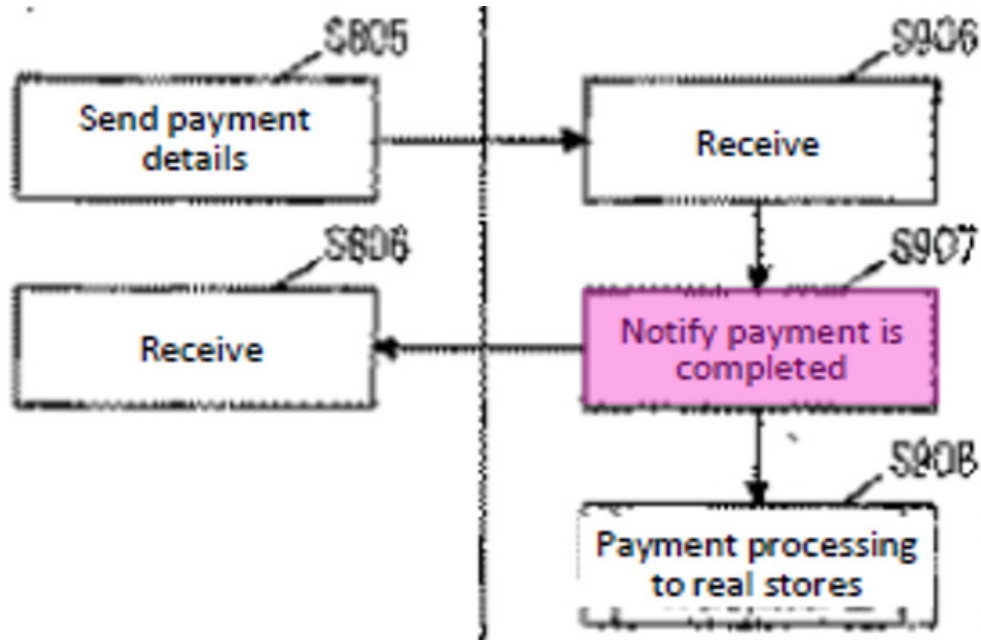 S805
Send payment
details
S906
Receive
S806
Receive
S907
Notify payment is
completed
S908
Payment processing
to real stores